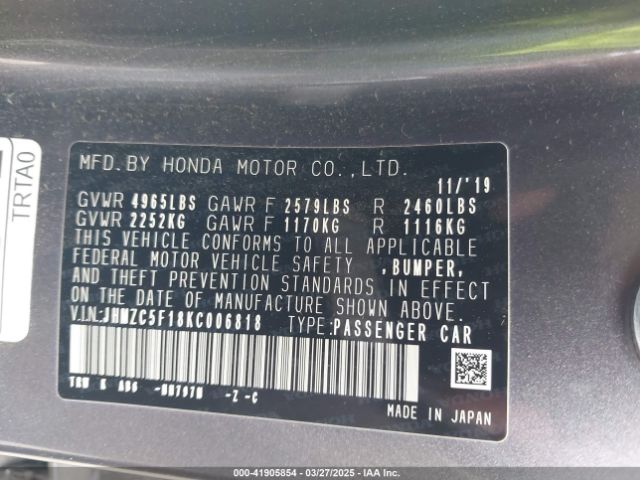 TRTA0
MFD.BY HONDA MOTOR CO.,LTD.
11/'19
GVWR 4965LBS GAWR F 2579LBS R 2460LBS
GVWR 2252KG GAWR F 1170KG R 1116KG
THIS VEHICLE CONFORMS TO ALL APPLICABLE
FEDERAL MOTOR VEHICLE SAFETY ,BUMPER,
AND THEFT PREVENTION STANDARDS IN EFFECT
ON THE DATE OF MANUFACTURE SHOWN ABOVE.
VIN:JHMZC5F18KC006818 TYPE:PASSENGER CAR
TRU K A96 -NH797M -Z -C
MADE IN JAPAN
000-41905854 | 03/27/2025 | IAA Inc.